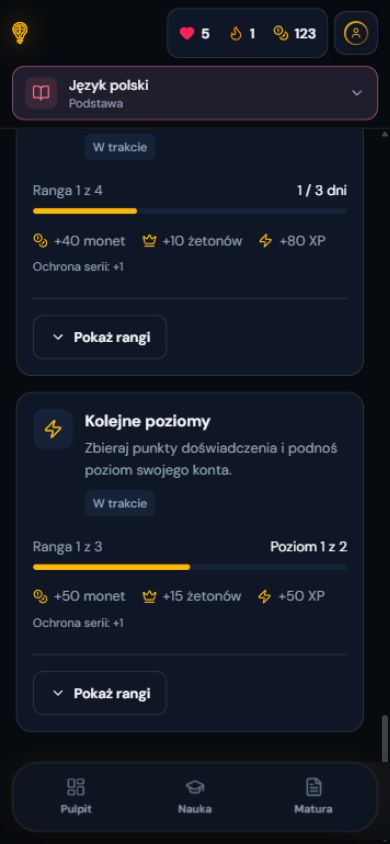 5 1 123
Język polski
Podstawa
W trakcie
Ranga 1 z 4 1 / 3 dni
+40 monet +10 żetonów +80 XP
Ochrona serii: +1
Pokaż rangi
Kolejne poziomy
Zbieraj punkty doświadczenia i podnoś
poziom swojego konta.
W trakcie
Ranga 1 z 3 Poziom 1 z 2
+50 monet +15 żetonów +50 XP
Ochrona serii: +1
Pokaż rangi
Pulpit Nauka Matura